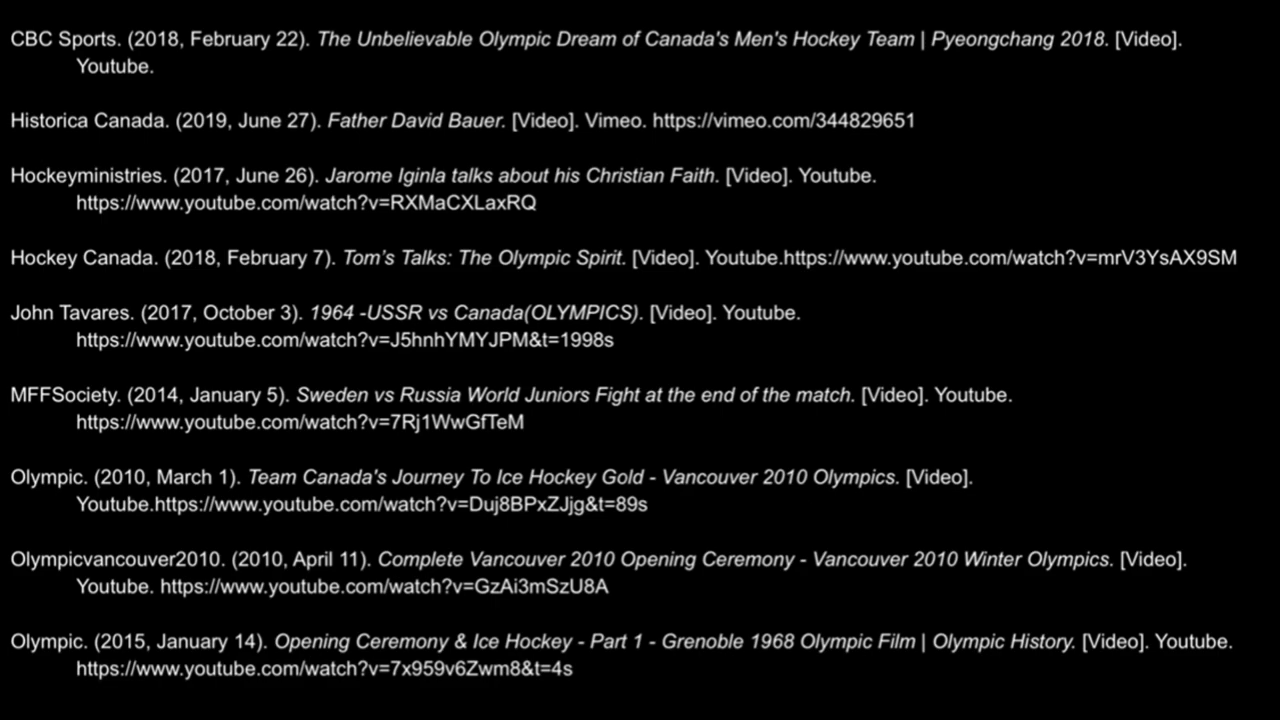 CBC Sports. (2018, February 22). The Unbelievable Olympic Dream of Canada's Men's Hockey Team | Pyeongchang 2018. [Video].
Youtube.
Historica Canada. (2019, June 27). Father David Bauer. [Video]. Vimeo. https://vimeo.com/344829651
Hockeyministries. (2017, June 26). Jarome Iginla talks about his Christian Faith. [Video]. Youtube.
https://www.youtube.com/watch?v=RXMaCXLaxRQ
Hockey Canada. (2018, February 7). Tom’s Talks: The Olympic Spirit. [Video]. Youtube.https://www.youtube.com/watch?v=mrV3YsAX9SM
John Tavares. (2017, October 3). 1964 -USSR vs Canada(OLYMPICS). [Video]. Youtube.
https://www.youtube.com/watch?v=J5hnhYMYJPM&t=1998s
MFFSociety. (2014, January 5). Sweden vs Russia World Juniors Fight at the end of the match. [Video]. Youtube.
https://www.youtube.com/watch?v=7Rj1WwGfTeM
Olympic. (2010, March 1). Team Canada's Journey To Ice Hockey Gold - Vancouver 2010 Olympics. [Video].
Youtube.https://www.youtube.com/watch?v=Duj8BPxZJjg&t=89s
Olympicvancouver2010. (2010, April 11). Complete Vancouver 2010 Opening Ceremony - Vancouver 2010 Winter Olympics. [Video].
Youtube. https://www.youtube.com/watch?v=GzAi3mSzU8A
Olympic. (2015, January 14). Opening Ceremony & Ice Hockey - Part 1 - Grenoble 1968 Olympic Film | Olympic History. [Video]. Youtube.
https://www.youtube.com/watch?v=7x959v6Zwm8&t=4s